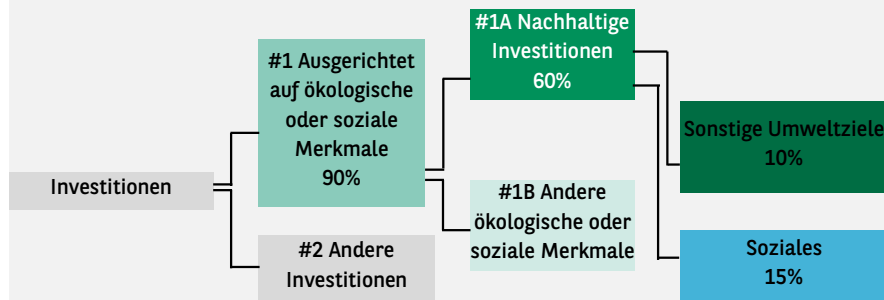 Investitionen
#1 Ausgerichtet
auf ökologische
oder soziale
Merkmale
90%
#2 Andere
Investitionen
#1A Nachhaltige
Investitionen
60%
#1B Andere
ökologische oder
soziale Merkmale
Sonstige Umweltziele
10%
Soziales
15%